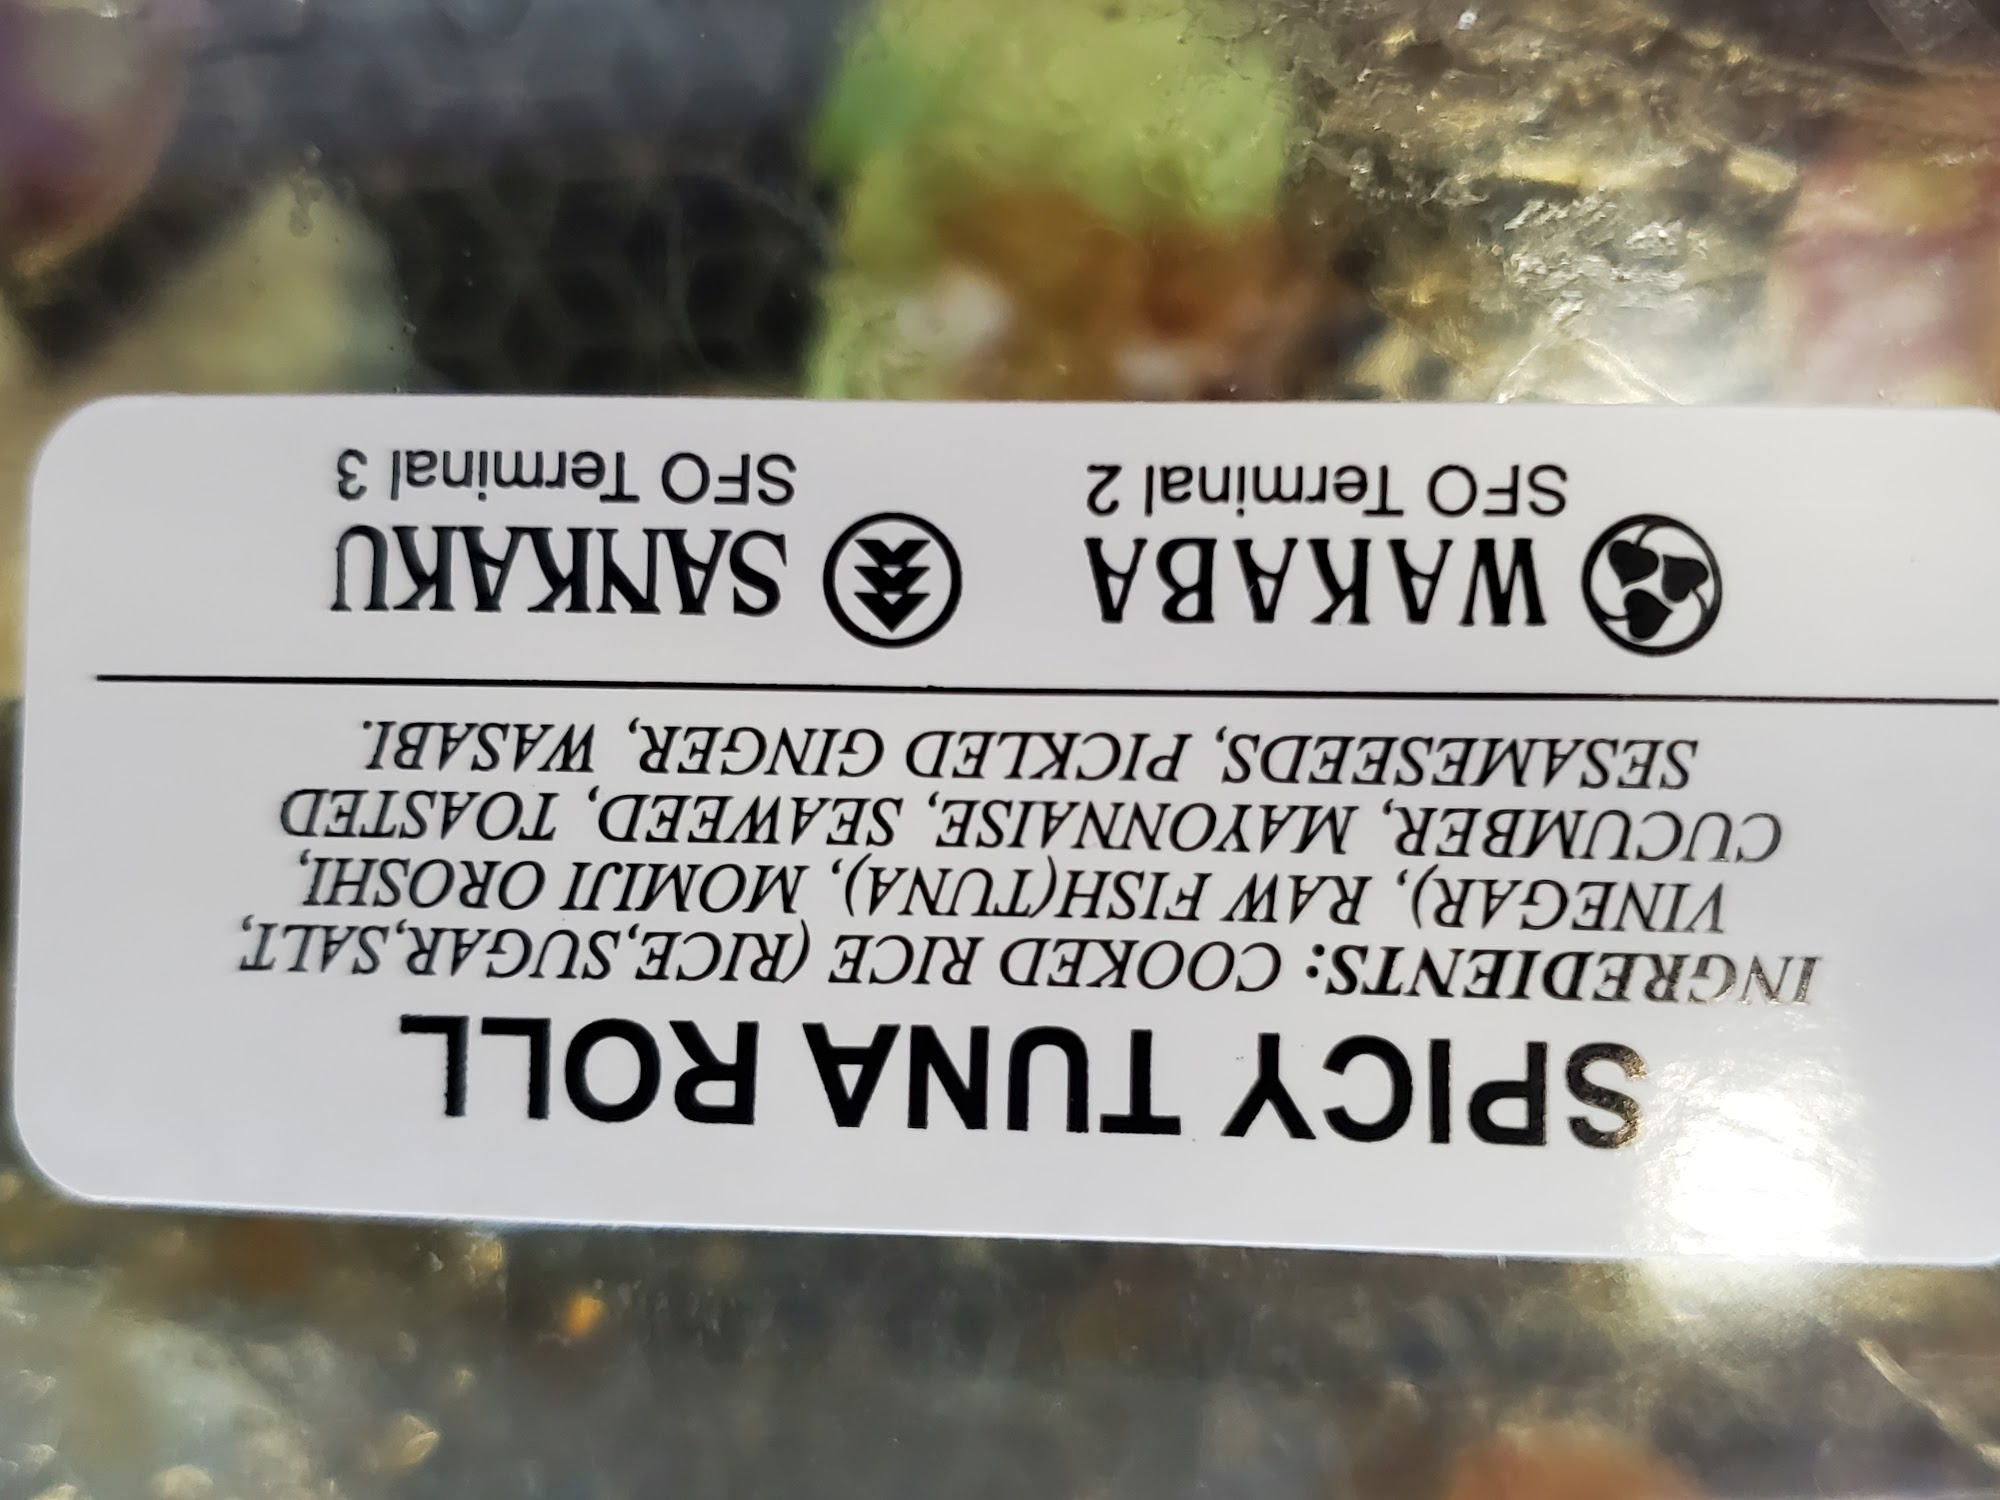 SPICY TUNA ROLL
INGREDIENTS: COOKED RICE (RICE,SUGAR,SALT,
VINEGAR), RAW FISH(TUNA), MOMIJI OROSHI,
CUCUMBER, MAYONNAISE, SEAWEED, TOASTED
SESAMESEEDS, PICKLED GINGER, WASABI.
WAKABA
SFO Terminal 2
SANKAKU
SFO Terminal 3